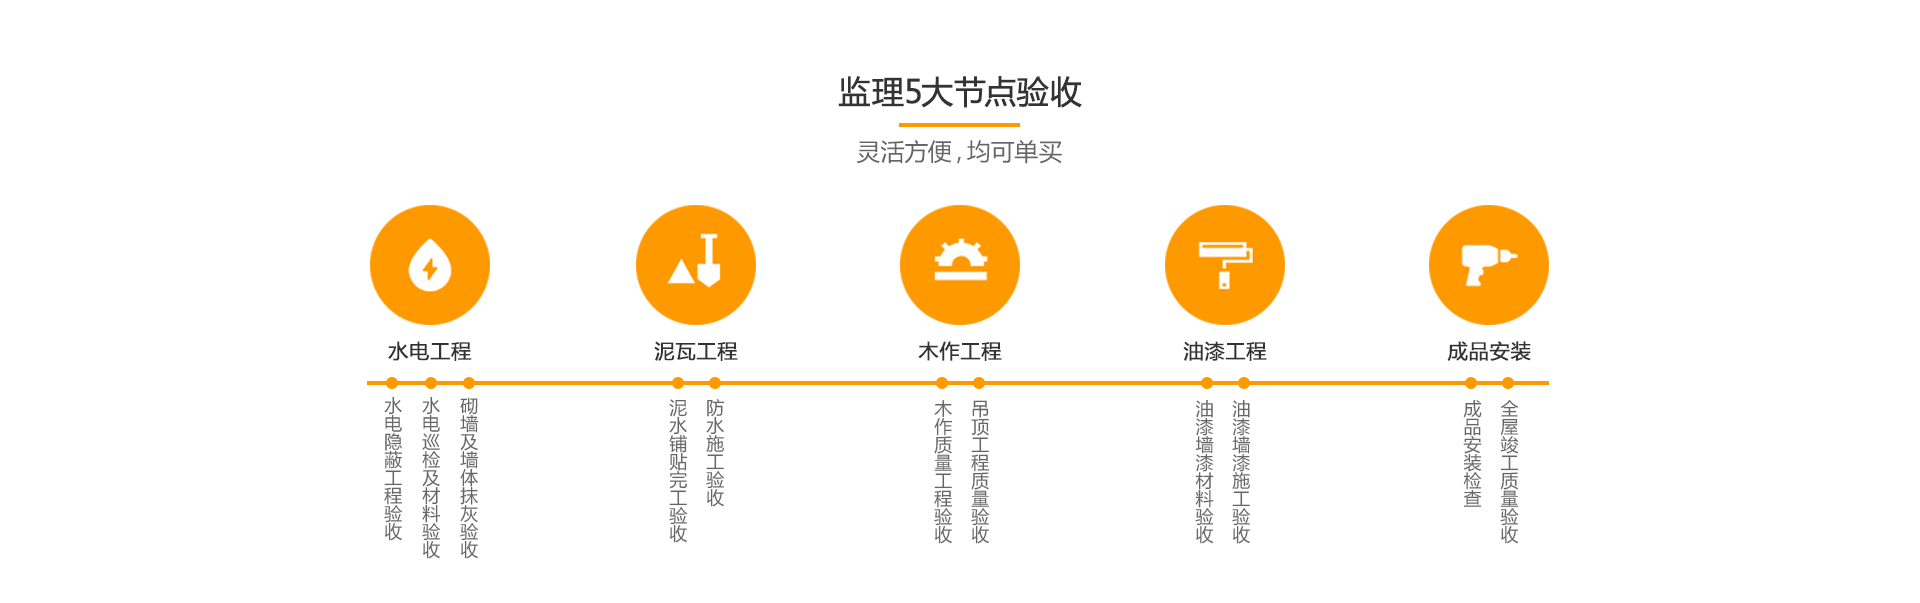 监理5大节点验收
灵活方便,均可单买
水电工程
泥瓦工程
木作工程
油漆工程
成品安装
水电隐蔽工程验收
水电巡检及材料验收
砌墙及墙体抹灰验收
泥水铺贴完工验收
防水施工验收
木作质量工程验收
吊顶工程质量验收
油漆墙漆材料验收
油漆墙漆施工验收
成品安装检查
全屋竣工质量验收